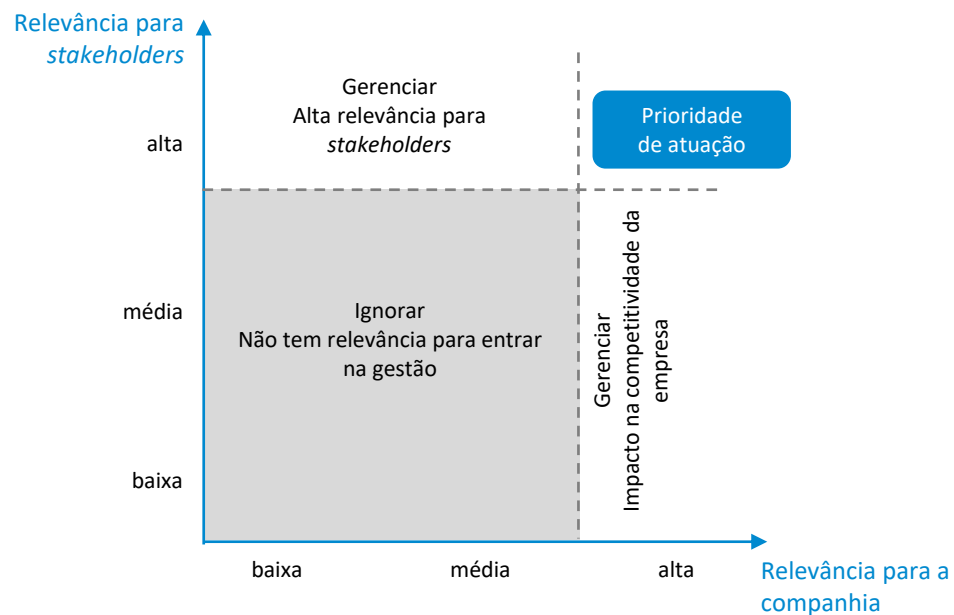 Relevância para
stakeholders
Gerenciar
Alta relevância para
stakeholders
Prioridade
de atuação
alta
média
baixa
Ignorar
Não tem relevância para entrar
na gestão
Gerenciar
Impacto na competitividade da
empresa
baixa
média
alta
Relevância para a
companhia